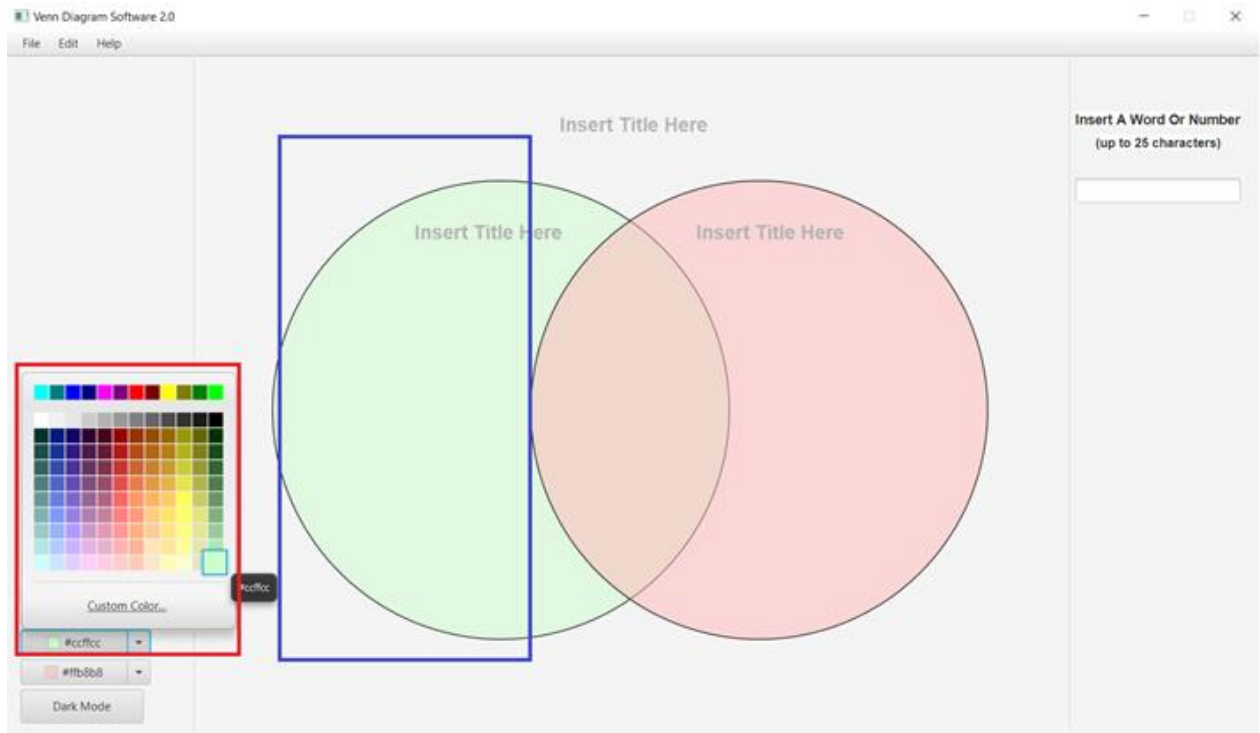 Venn Diagram Software 2.0
File Edit Help
Insert Title Here
Insert A Word Or Number
(up to 25 characters)
Insert Title Here
Insert Title Here
#ccffcc
Custom Color...
#ccffcc
#ffb8b8
Dark Mode